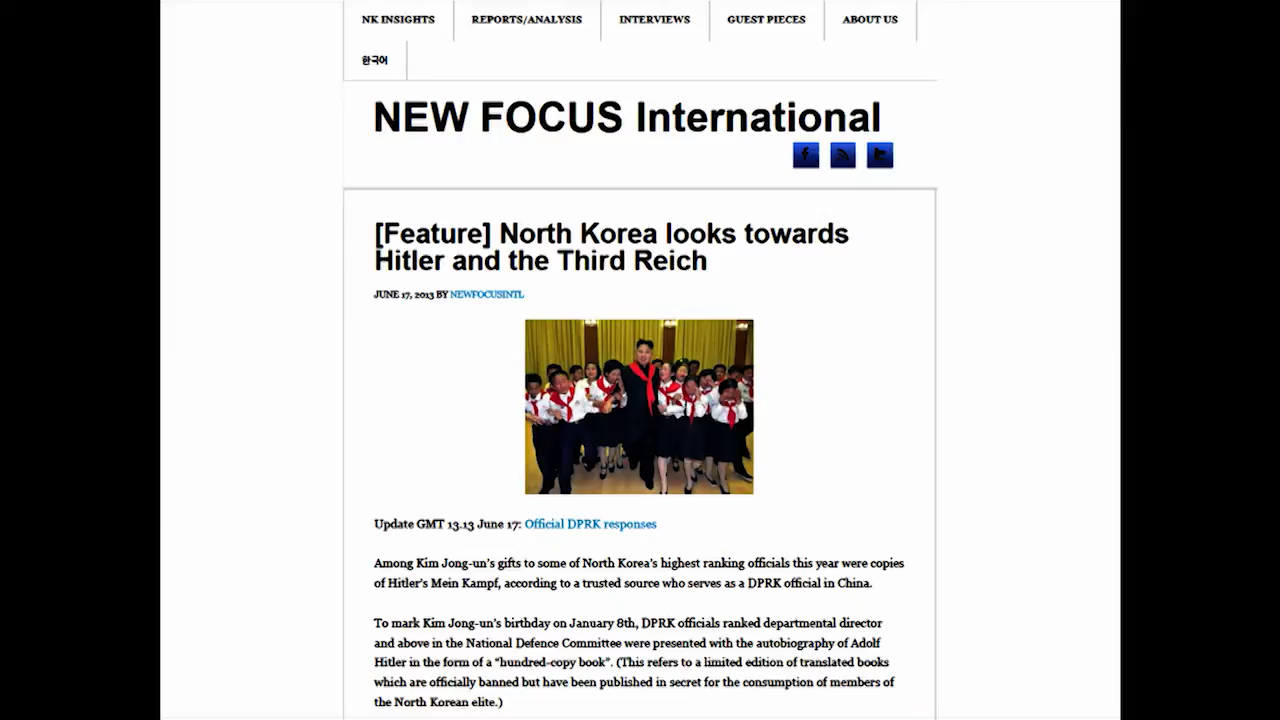 NK INSIGHTS REPORTS/ANALYSIS INTERVIEWS GUEST PIECES ABOUT US
한국어
NEW FOCUS International
[Feature] North Korea looks towards
Hitler and the Third Reich
JUNE 17, 2013 BY NEWFOCUSINTL
Update GMT 13.13 June 17: Official DPRK responses
Among Kim Jong-un's gifts to some of North Korea's highest ranking officials this year were copies
of Hitler's Mein Kampf, according to a trusted source who serves as a DPRK official in China.
To mark Kim Jong-un's birthday on January 8th, DPRK officials ranked departmental director
and above in the National Defence Committee were presented with the autobiography of Adolf
Hitler in the form of a “hundred-copy book”. (This refers to a limited edition of translated books
which are officially banned but have been published in secret for the consumption of members of
the North Korean elite.)